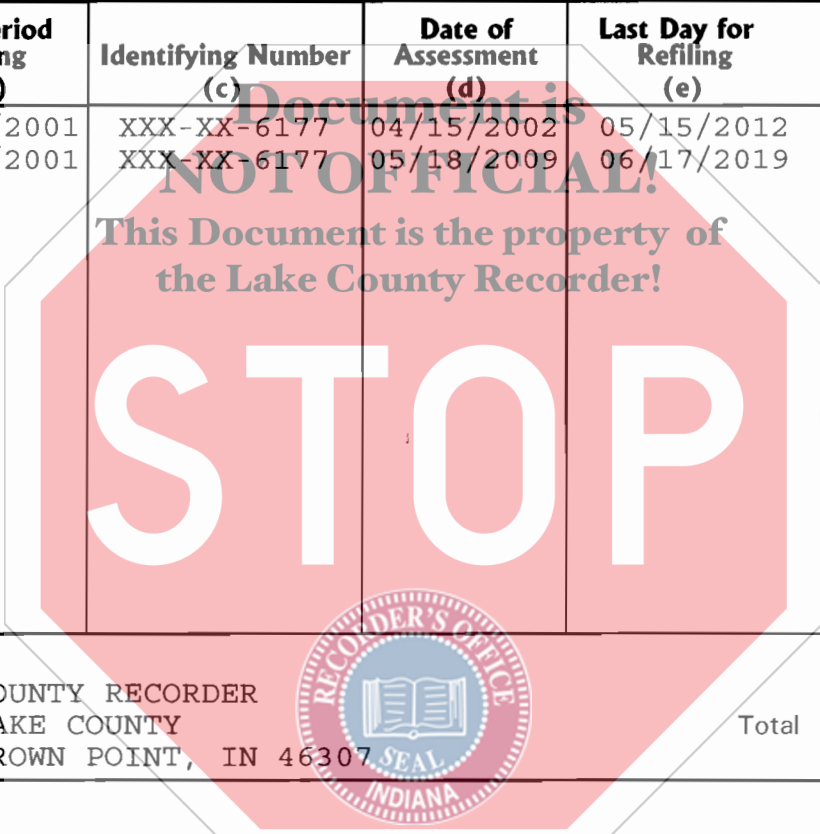 eriod
ng Identifying Number Date of Assessment Last Day for Refiling
) (c) (d) (e)
2001 XXX-XX-6177 04/15/2002 05/15/2012
2001 XXX-XX-6177 05/18/2009 06/17/2019
Document is
NOT OFFICIAL!
This Document is the property of
the Lake County Recorder!
STOP
RECORDER'S OFFICE
SEAL
INDIANA
OUNTY RECORDER
AKE COUNTY Total
ROWN POINT, IN 46307